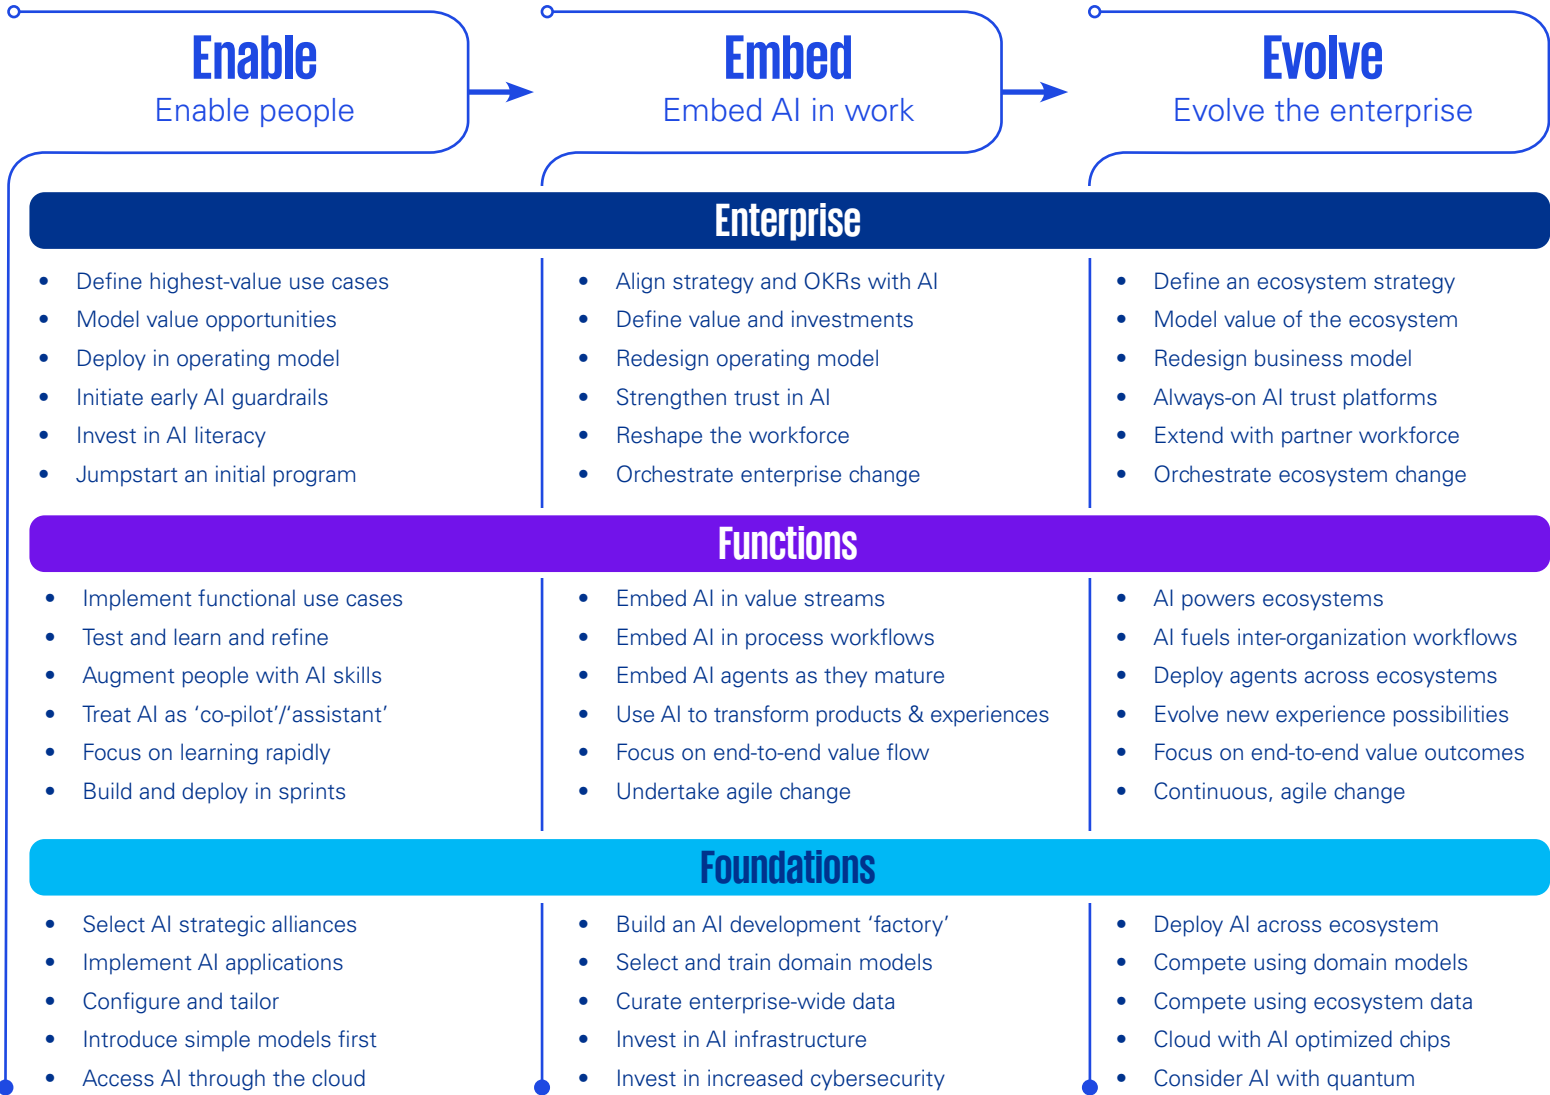 Enable
Enable people
Embed
Embed AI in work
Evolve
Evolve the enterprise
Enterprise
• Define highest-value use cases
• Model value opportunities
• Deploy in operating model
• Initiate early AI guardrails
• Invest in AI literacy
• Jumpstart an initial program
• Align strategy and OKRs with AI
• Define value and investments
• Redesign operating model
• Strengthen trust in AI
• Reshape the workforce
• Orchestrate enterprise change
• Define an ecosystem strategy
• Model value of the ecosystem
• Redesign business model
• Always-on AI trust platforms
• Extend with partner workforce
• Orchestrate ecosystem change
Functions
• Implement functional use cases
• Test and learn and refine
• Augment people with AI skills
• Treat AI as ‘co-pilot’/‘assistant’
• Focus on learning rapidly
• Build and deploy in sprints
• Embed AI in value streams
• Embed AI in process workflows
• Embed AI agents as they mature
• Use AI to transform products & experiences
• Focus on end-to-end value flow
• Undertake agile change
• AI powers ecosystems
• AI fuels inter-organization workflows
• Deploy agents across ecosystems
• Evolve new experience possibilities
• Focus on end-to-end value outcomes
• Continuous, agile change
Foundations
• Select AI strategic alliances
• Implement AI applications
• Configure and tailor
• Introduce simple models first
• Access AI through the cloud
• Build an AI development ‘factory’
• Select and train domain models
• Curate enterprise-wide data
• Invest in AI infrastructure
• Invest in increased cybersecurity
• Deploy AI across ecosystem
• Compete using domain models
• Compete using ecosystem data
• Cloud with AI optimized chips
• Consider AI with quantum